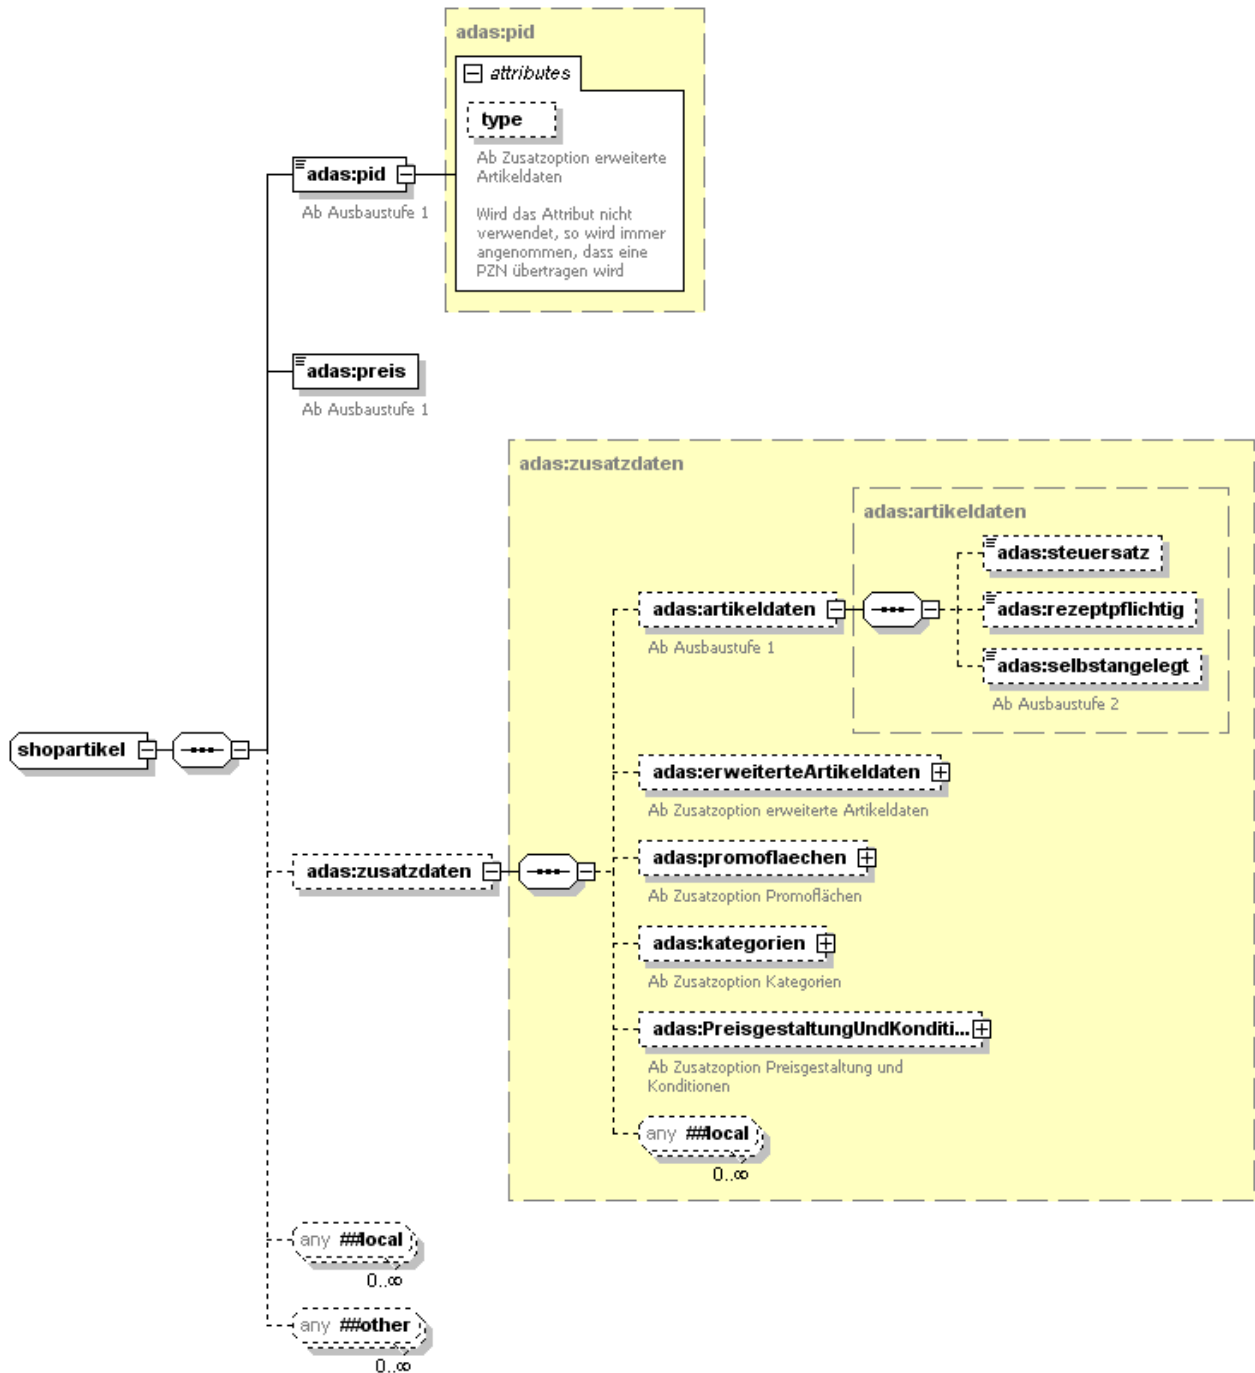 adas:pid
attributes
type
Ab Zusatzoption erweiterte
Artikeldaten
Wird das Attribut nicht
verwendet, so wird immer
angenommen, dass eine
PZN übertragen wird
adas:pid
Ab Ausbaustufe 1
adas:preis
Ab Ausbaustufe 1
adas:zusatzdaten
adas:artikeldaten
adas:steuersatz
adas:artikeldaten
Ab Ausbaustufe 1
adas:rezeptpflichtig
adas:selbstangelegt
Ab Ausbaustufe 2
shopartikel
adas:erweiterteArtikeldaten
Ab Zusatzoption erweiterte Artikeldaten
adas:zusatzdaten
adas:promoflaechen
Ab Zusatzoption Promoflächen
adas:kategorien
Ab Zusatzoption Kategorien
adas:PreisgestaltungUndKonditi...
Ab Zusatzoption Preisgestaltung und
Konditionen
any ##local
0..∞
any ##local
0..∞
any ##other
0..∞